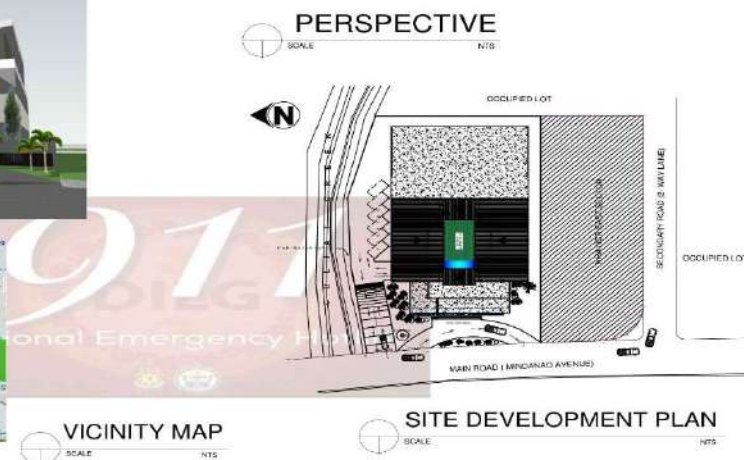 PERSPECTIVE
SCALE NTS
N
OCCUPIED LOT
SECONDARY ROAD (2-WAY LANE)
OCCUPIED LOT
911
DILG
ional Emergency
MAIN ROAD ( MINDANAO AVENUE)
VICINITY MAP
SCALE NTS
SITE DEVELOPMENT PLAN
SCALE NTS